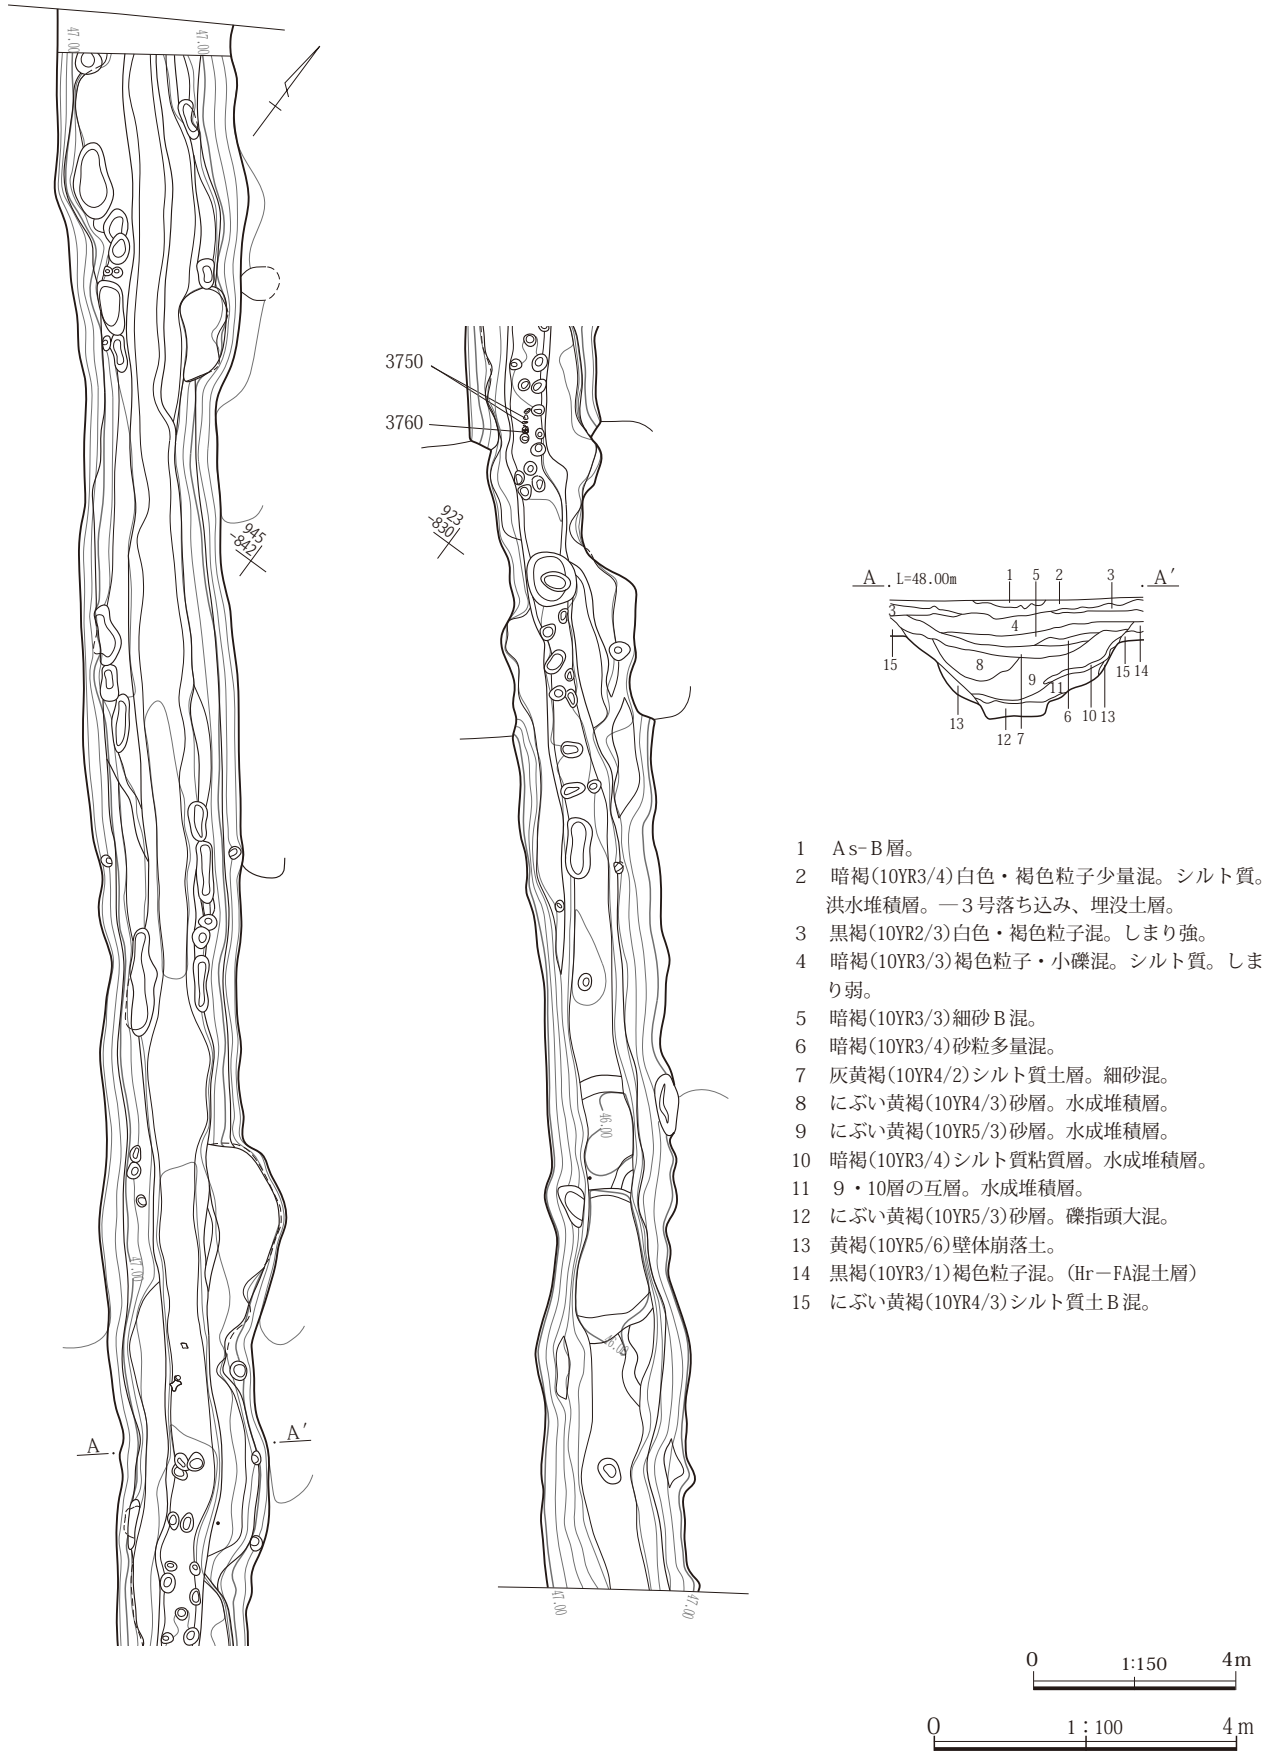 47.00
47.00
945
-842
47.00
A
A′
3750
3760
923
-830
46.00
46.00
47.00
47.00
A L=48.00m 1 5 2 3 A′
3
4
15 8 9 11 15 14
13 6 10 13
12 7
1 As-B層。
2 暗褐(10YR3/4)白色・褐色粒子少量混。シルト質。
洪水堆積層。―3号落ち込み、埋没土層。
3 黒褐(10YR2/3)白色・褐色粒子混。しまり強。
4 暗褐(10YR3/3)褐色粒子・小礫混。シルト質。しま
り弱。
5 暗褐(10YR3/3)細砂B混。
6 暗褐(10YR3/4)砂粒多量混。
7 灰黄褐(10YR4/2)シルト質土層。細砂混。
8 にぶい黄褐(10YR4/3)砂層。水成堆積層。
9 にぶい黄褐(10YR5/3)砂層。水成堆積層。
10 暗褐(10YR3/4)シルト質粘質層。水成堆積層。
11 9・10層の互層。水成堆積層。
12 にぶい黄褐(10YR5/3)砂層。礫指頭大混。
13 黄褐(10YR5/6)壁体崩落土。
14 黒褐(10YR3/1)褐色粒子混。(Hr－FA混土層)
15 にぶい黄褐(10YR4/3)シルト質土B混。
0 1:150 4m
0 1：100 4m